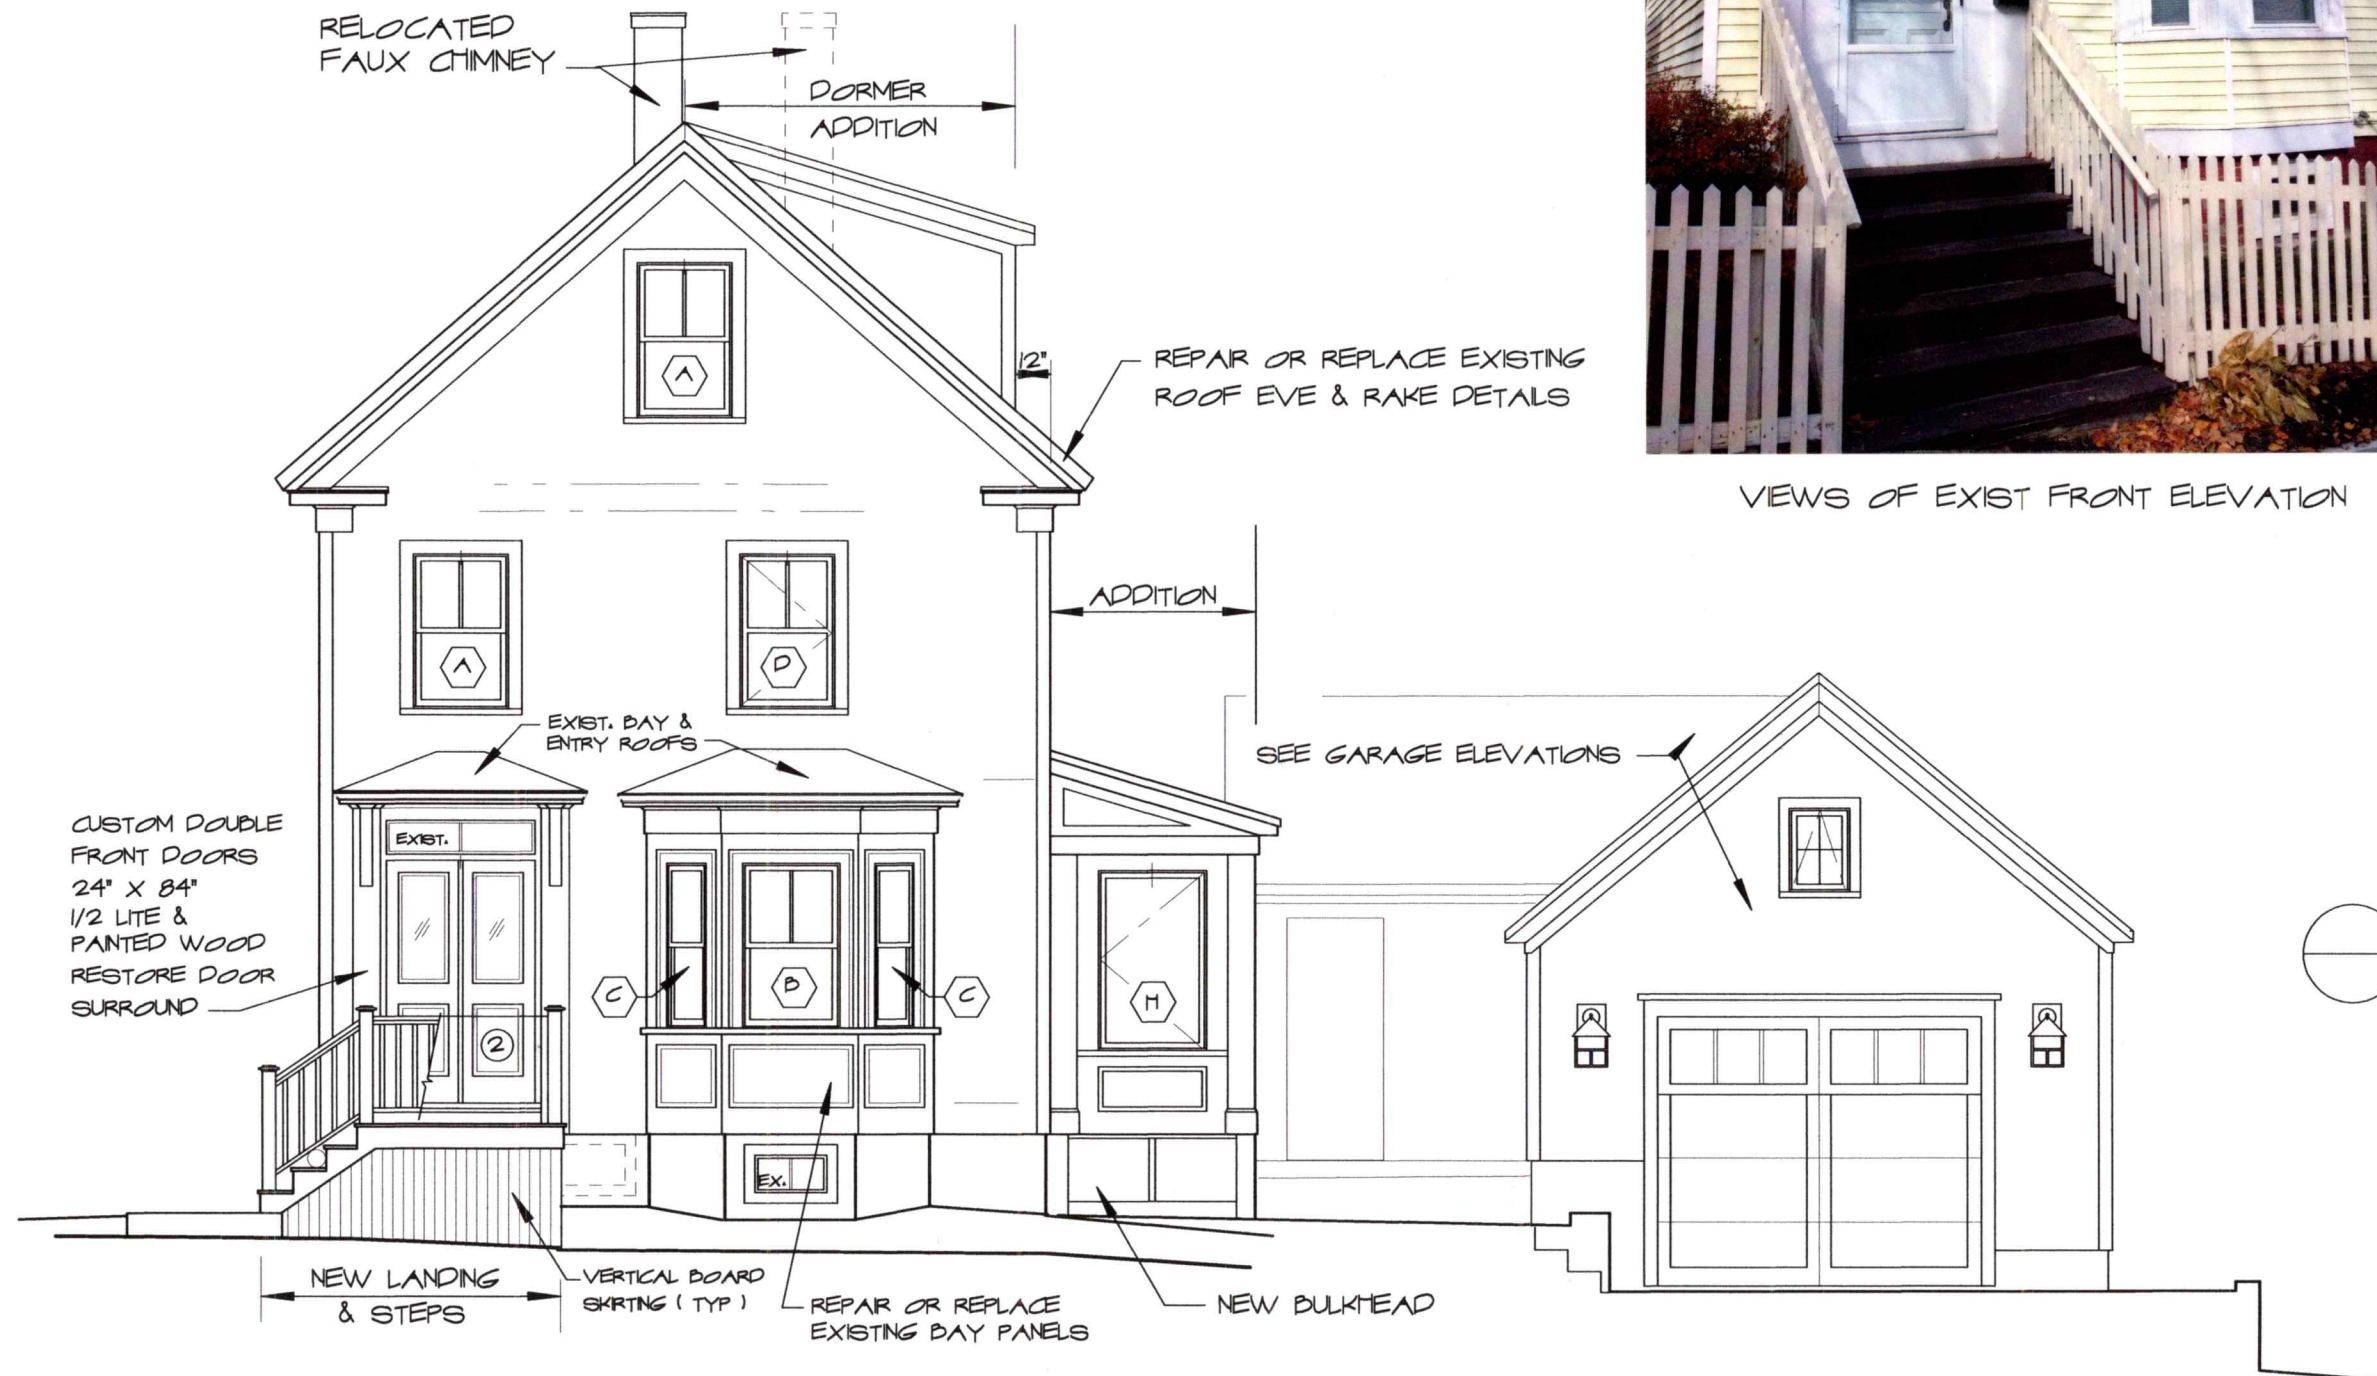 RELOCATED
FAUX CHIMNEY
DORMER
ADDITION
12"
REPAIR OR REPLACE EXISTING
ROOF EVE & RAKE DETAILS
VIEWS OF EXIST FRONT ELEVATION
A
A
D
ADDITION
EXIST. BAY &
ENTRY ROOFS
SEE GARAGE ELEVATIONS
CUSTOM DOUBLE
FRONT DOORS
24" X 84"
1/2 LITE &
PAINTED WOOD
RESTORE DOOR
SURROUND
EXIST.
2
C
B
C
H
EX.
NEW LANDING
& STEPS
VERTICAL BOARD
SKIRTING ( TYP )
REPAIR OR REPLACE
EXISTING BAY PANELS
NEW BULKHEAD